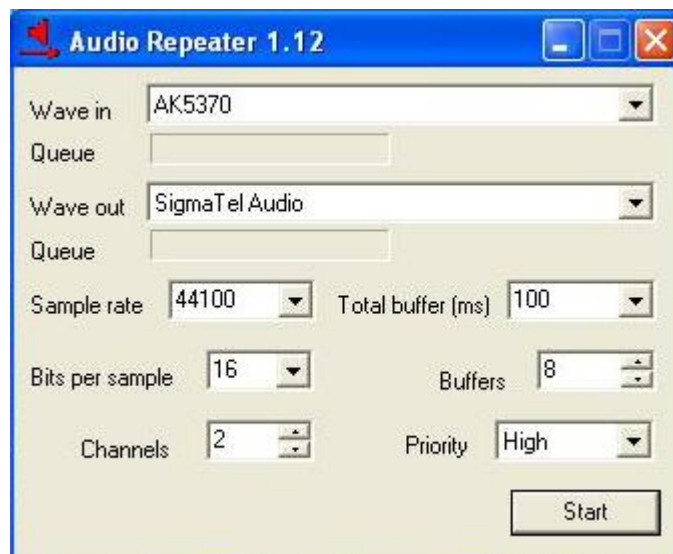 Audio Repeater 1.12
Wave in AK5370
Queue
Wave out SigmaTel Audio
Queue
Sample rate 44100 Total buffer (ms) 100
Bits per sample 16 Buffers 8
Channels 2 Priority High
Start